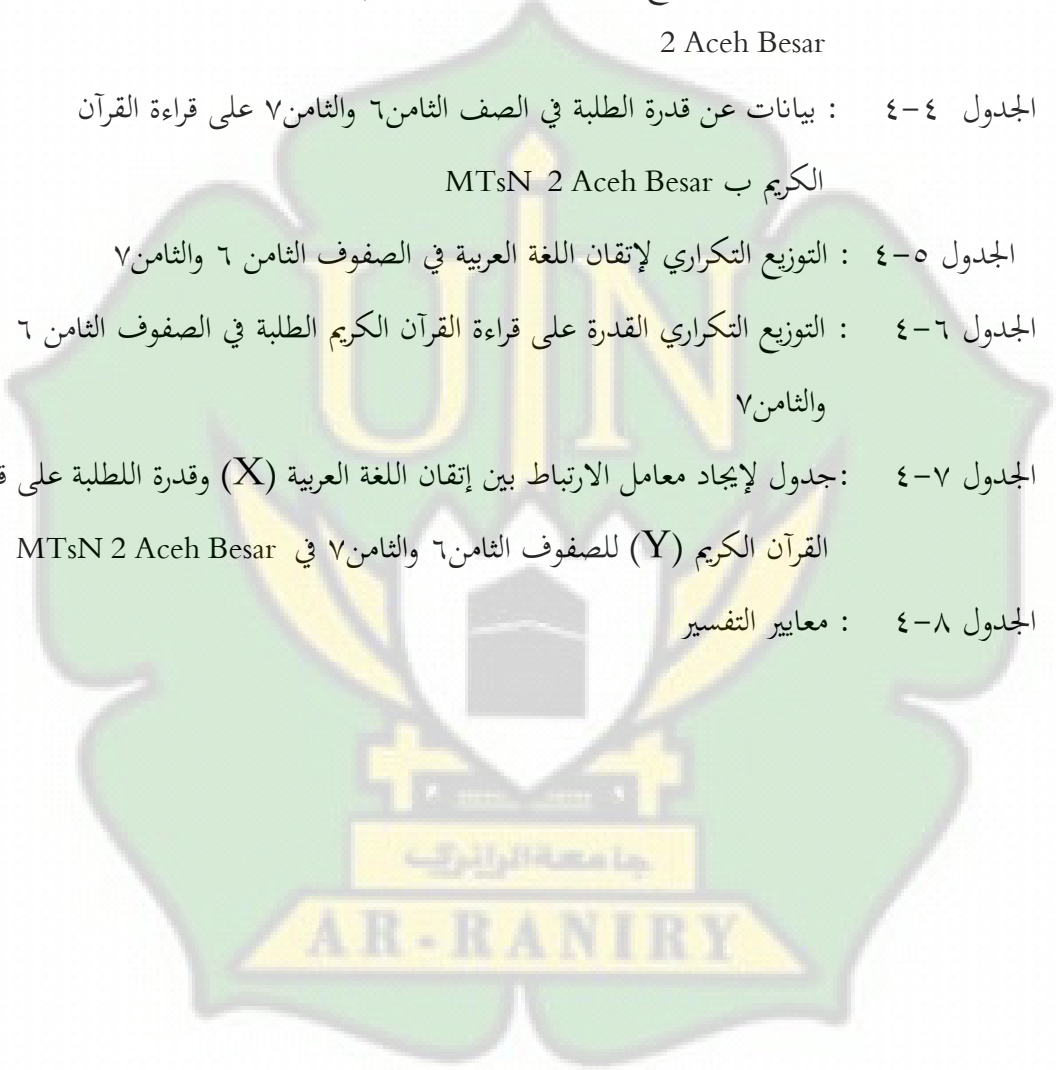 2 Aceh Besar
الجدول ٤-٤ : بيانات عن قدرة الطلبة في الصف الثامن٦ والثامن٧ على قراءة القرآن
الكريم ب MTsN 2 Aceh Besar
الجدول ٥-٤ : التوزيع التكراري لإتقان اللغة العربية في الصفوف الثامن ٦ والثامن٧
الجدول ٦-٤ : التوزيع التكراري القدرة على قراءة القرآن الكريم الطلبة في الصفوف الثامن ٦
والثامن٧
الجدول ٧-٤ :جدول لإيجاد معامل الارتباط بين إتقان اللغة العربية (X) وقدرة اللطلبة على
القرآن الكريم (Y) للصفوف الثامن٦ والثامن٧ في MTsN 2 Aceh Besar
الجدول ٨-٤ : معايير التفسير
UIN
جامعة الرانري
AR-RANIRY